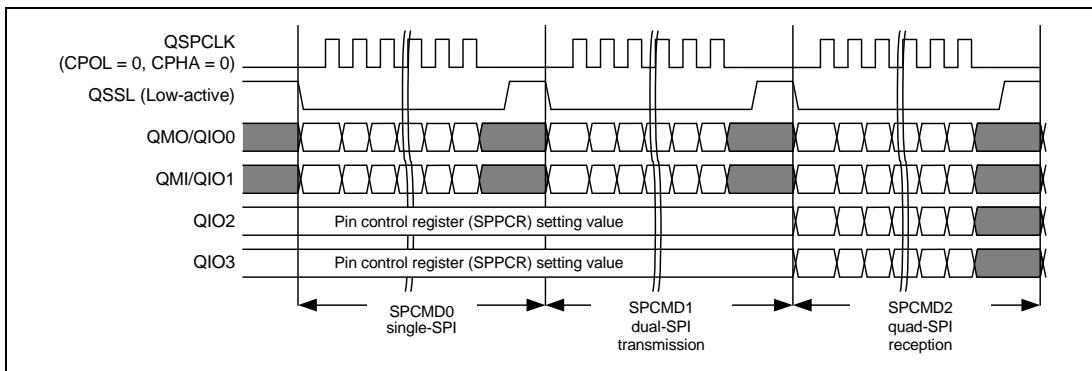 QSPCLK
(CPOL = 0, CPHA = 0)
QSSL (Low-active)
QMO/QIO0
QMI/QIO1
QIO2
Pin control register (SPPCR) setting value
QIO3
Pin control register (SPPCR) setting value
SPCMD0
single-SPI
SPCMD1
dual-SPI
transmission
SPCMD2
quad-SPI
reception